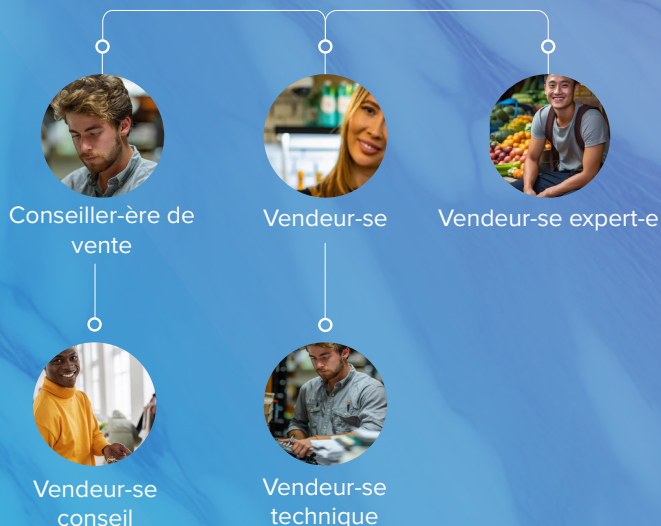 Conseiller-ère de
vente
Vendeur-se
Vendeur-se expert-e
Vendeur-se
conseil
Vendeur-se
technique